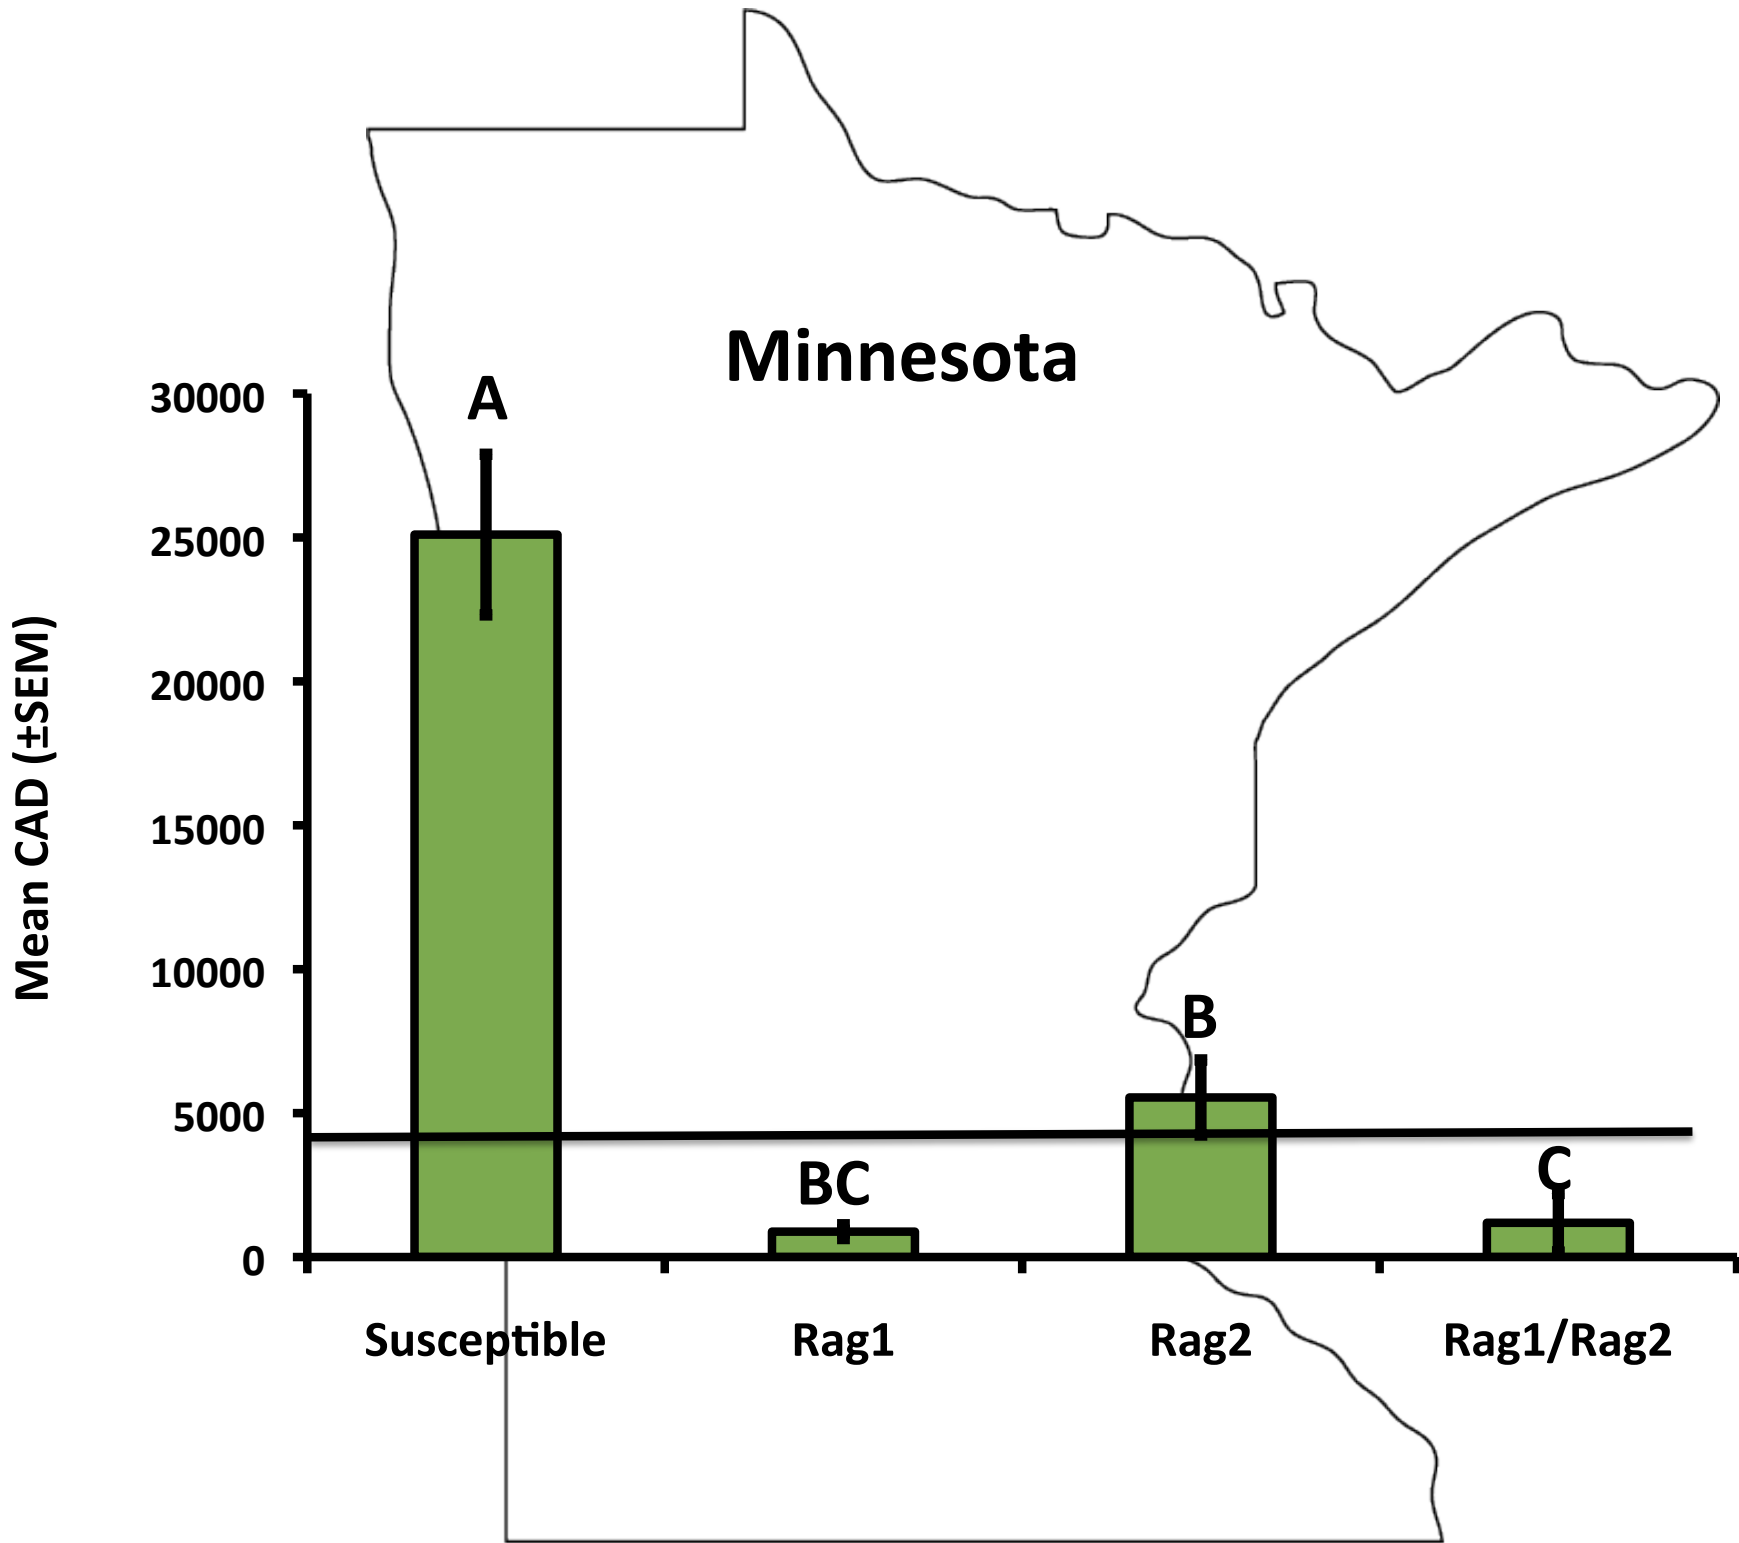 Minnesota
Mean CAD (±SEM)
30000
25000
20000
15000
10000
5000
0
A
BC
B
C
Susceptible
Rag1
Rag2
Rag1/Rag2